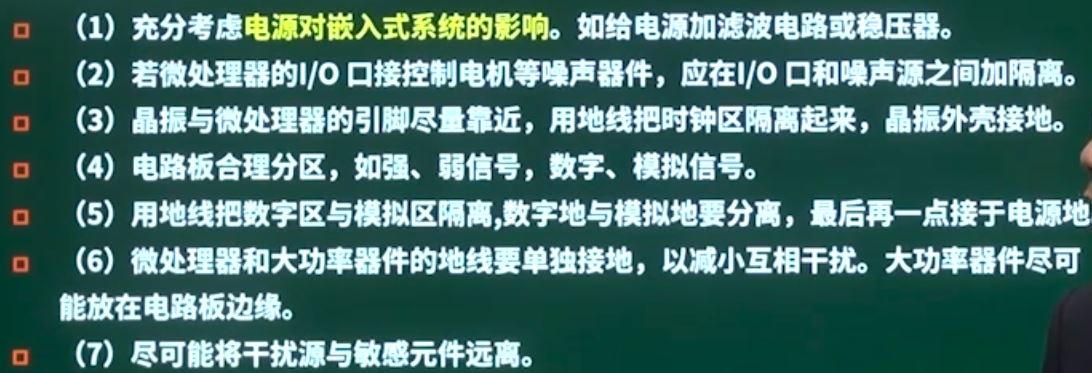 （1）充分考虑电源对嵌入式系统的影响。如给电源加滤波电路或稳压器。
（2）若微处理器的I/O 口接控制电机等噪声器件，应在I/O 口和噪声源之间加隔离。
（3）晶振与微处理器的引脚尽量靠近，用地线把时钟区隔离起来，晶振外壳接地。
（4）电路板合理分区，如强、弱信号，数字、模拟信号。
（5）用地线把数字区与模拟区隔离,数字地与模拟地要分离，最后再一点接于电源地
（6）微处理器和大功率器件的地线要单独接地，以减小互相干扰。大功率器件尽可
能放在电路板边缘。
（7）尽可能将干扰源与敏感元件远离。